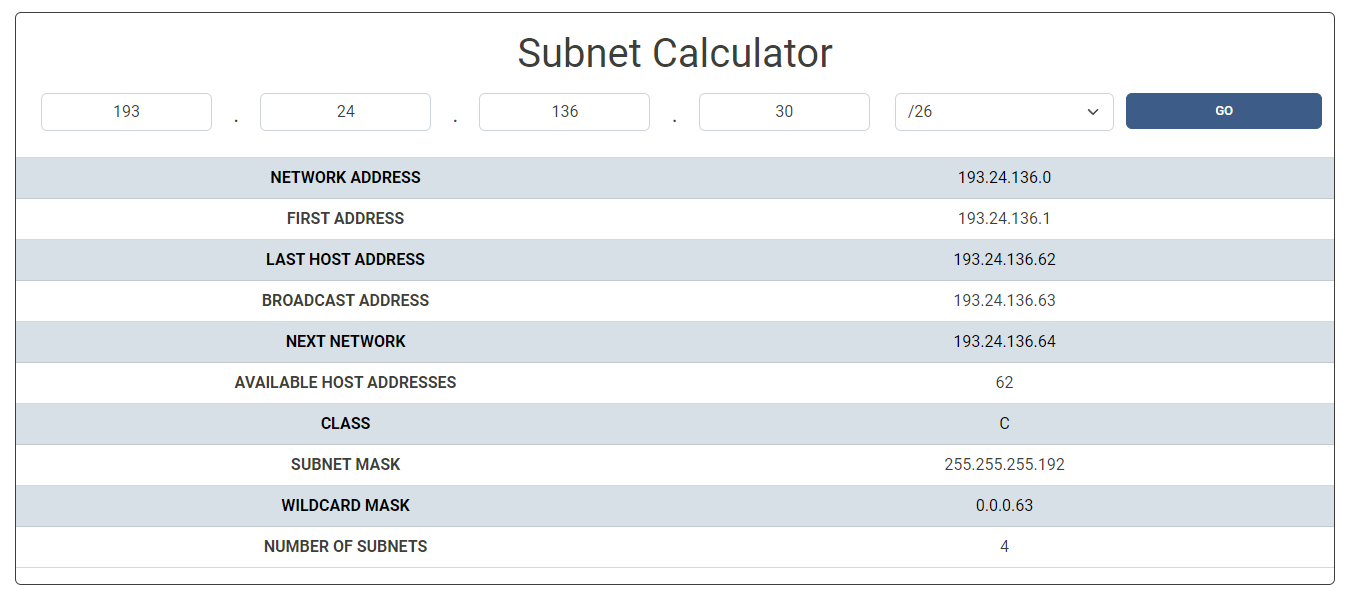 Subnet Calculator
193 . 24 . 136 . 30 /26 GO
NETWORK ADDRESS 193.24.136.0
FIRST ADDRESS 193.24.136.1
LAST HOST ADDRESS 193.24.136.62
BROADCAST ADDRESS 193.24.136.63
NEXT NETWORK 193.24.136.64
AVAILABLE HOST ADDRESSES 62
CLASS C
SUBNET MASK 255.255.255.192
WILDCARD MASK 0.0.0.63
NUMBER OF SUBNETS 4